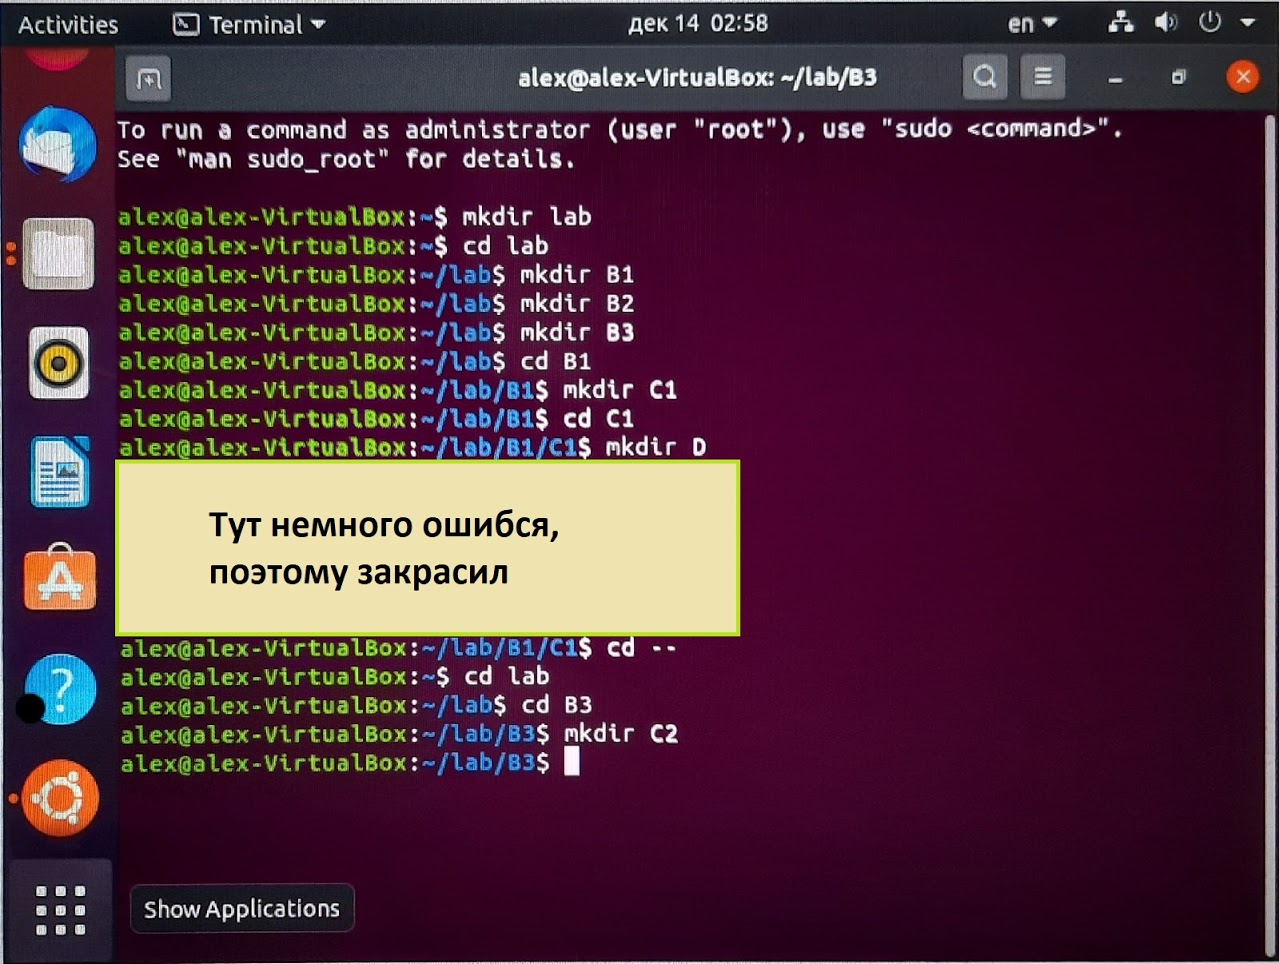 Activities
Terminal
дек 14 02:58
en
alex@alex-VirtualBox: ~/lab/B3
To run a command as administrator (user "root"), use "sudo <command>".
See "man sudo_root" for details.
alex@alex-VirtualBox:~$ mkdir lab
alex@alex-VirtualBox:~$ cd lab
alex@alex-VirtualBox:~/lab$ mkdir B1
alex@alex-VirtualBox:~/lab$ mkdir B2
alex@alex-VirtualBox:~/lab$ mkdir B3
alex@alex-VirtualBox:~/lab$ cd B1
alex@alex-VirtualBox:~/lab/B1$ mkdir C1
alex@alex-VirtualBox:~/lab/B1$ cd C1
alex@alex-VirtualBox:~/lab/B1/C1$ mkdir D
Тут немного ошибся,
поэтому закрасил
alex@alex-VirtualBox:~/lab/B1/C1$ cd --
alex@alex-VirtualBox:~$ cd lab
alex@alex-VirtualBox:~/lab$ cd B3
alex@alex-VirtualBox:~/lab/B3$ mkdir C2
alex@alex-VirtualBox:~/lab/B3$
Show Applications